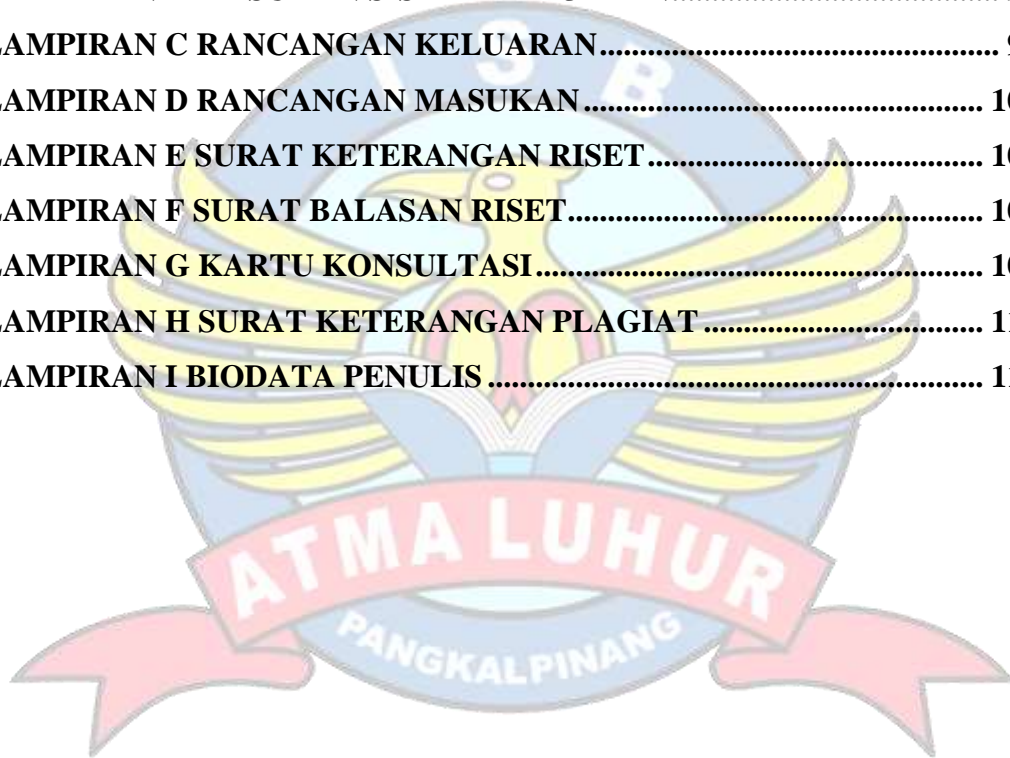 LAMPIRAN C RANCANGAN KELUARAN
LAMPIRAN D RANCANGAN MASUKAN
LAMPIRAN E SURAT KETERANGAN RISET
LAMPIRAN F SURAT BALASAN RISET
LAMPIRAN G KARTU KONSULTASI
LAMPIRAN H SURAT KETERANGAN PLAGIAT
LAMPIRAN I BIODATA PENULIS
I S B
ATMA LUHUR
PANGKALPINANG